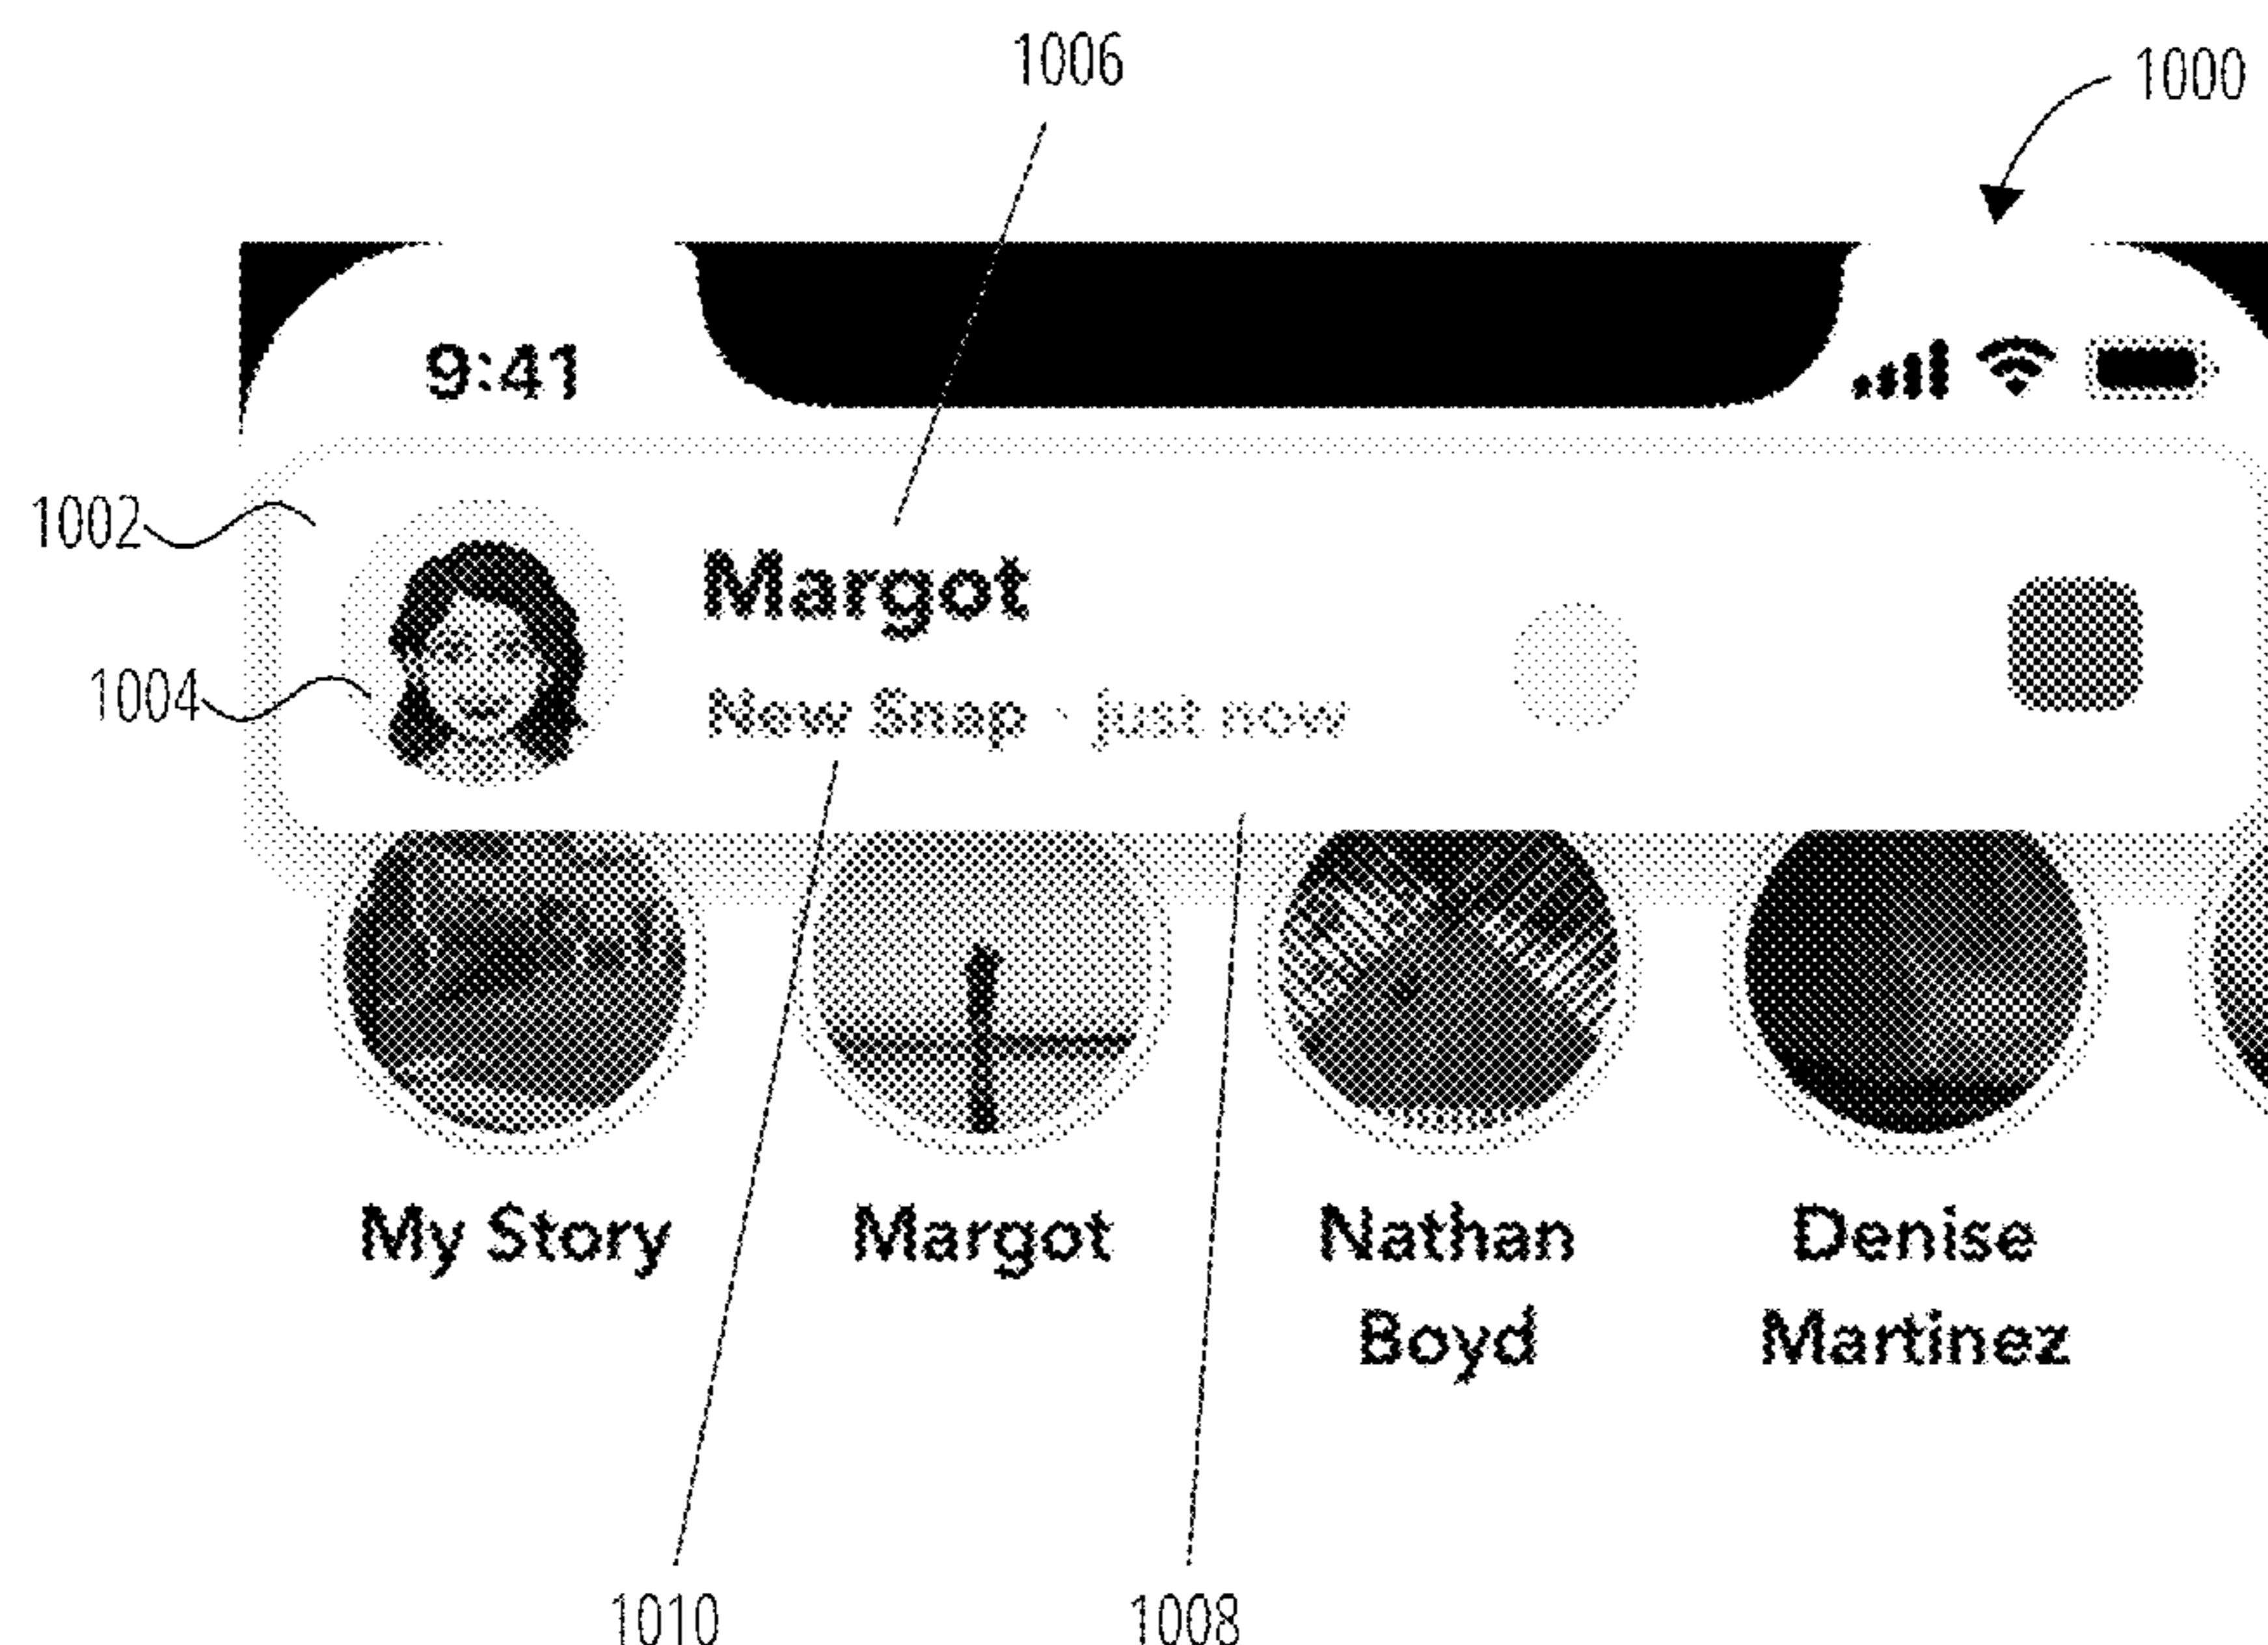 1006
1000
9:41
1002
Margot
1004
New Snap · just now
My Story
Margot
Nathan
Boyd
Denise
Martinez
1010
1008